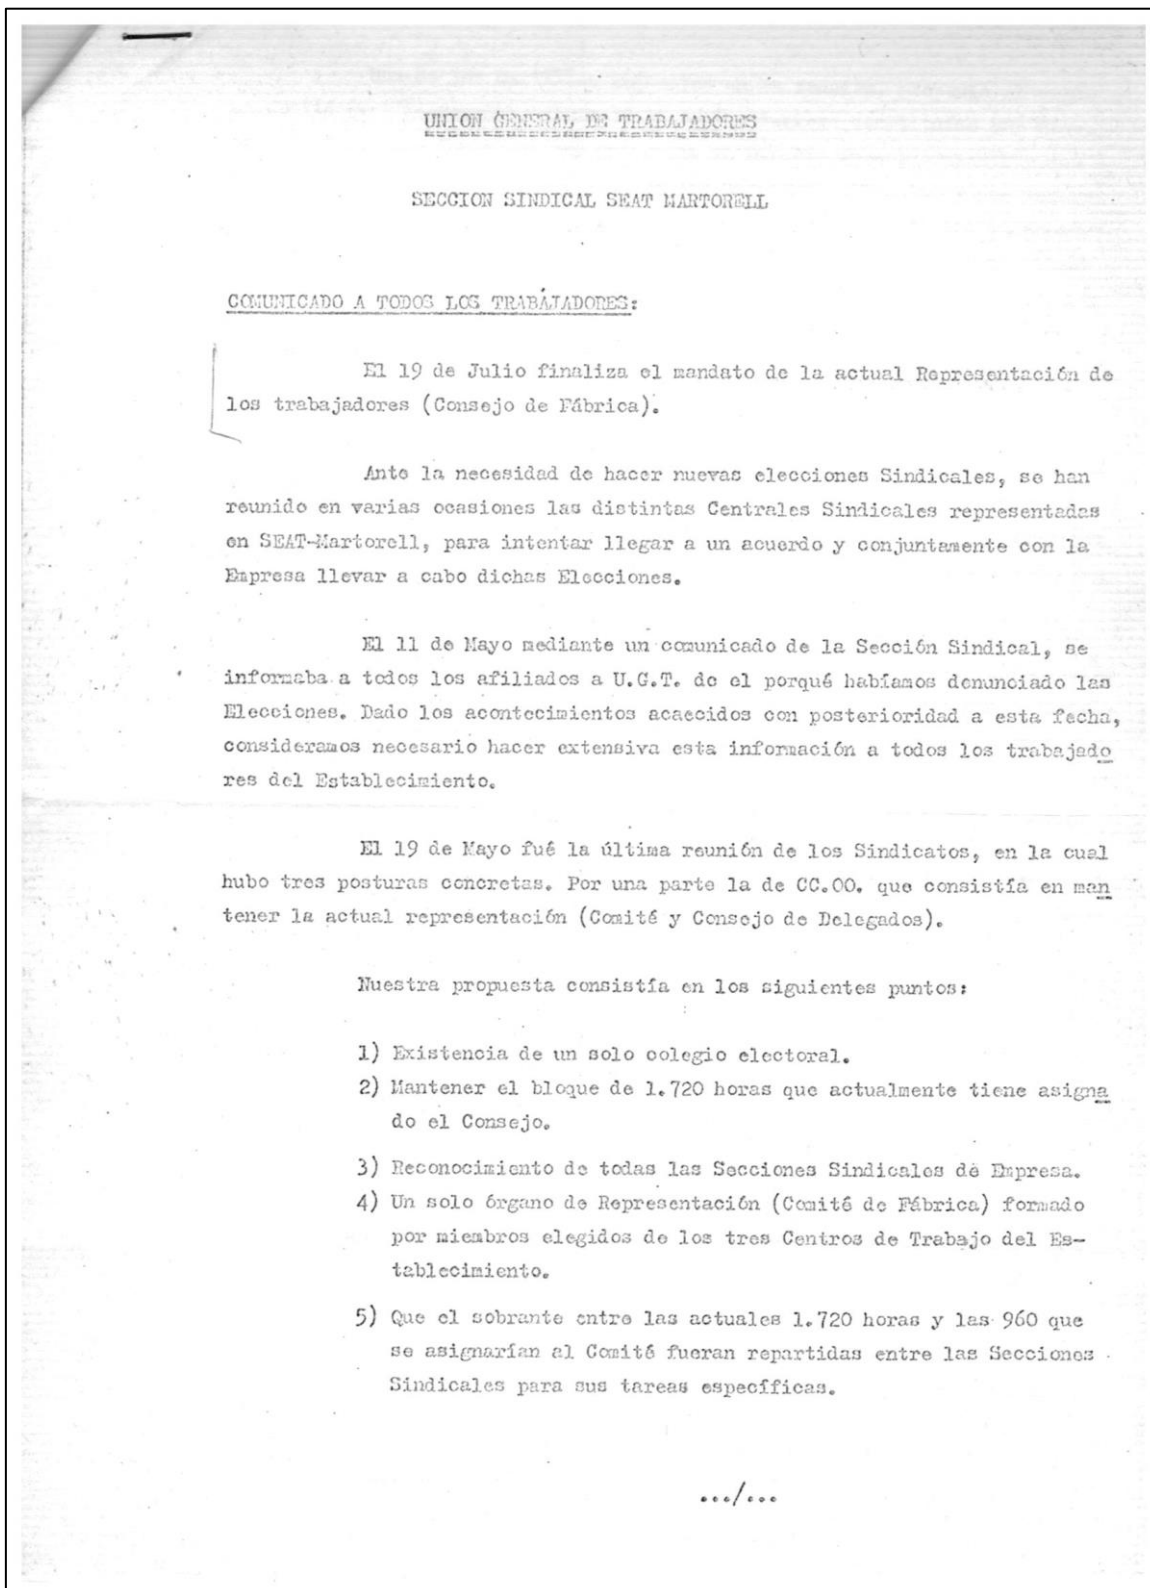 UNION GENERAL DE TRABAJADORES
SECCION SINDICAL SEAT MARTORELL
COMUNICADO A TODOS LOS TRABAJADORES:
El 19 de Julio finaliza el mandato de la actual Representación de
los trabajadores (Consejo de Fábrica).
Ante la necesidad de hacer nuevas elecciones Sindicales, se han
reunido en varias ocasiones las distintas Centrales Sindicales representadas
en SEAT-Martorell, para intentar llegar a un acuerdo y conjuntamente con la
Empresa llevar a cabo dichas Elecciones.
El 11 de Mayo mediante un comunicado de la Sección Sindical, se
informaba a todos los afiliados a U.G.T. de el porqué habíamos denunciado las
Elecciones. Dado los acontecimientos acaecidos con posterioridad a esta fecha,
consideramos necesario hacer extensiva esta información a todos los trabajado
res del Establecimiento.
El 19 de Mayo fué la última reunión de los Sindicatos, en la cual
hubo tres posturas concretas. Por una parte la de CC.OO. que consistía en man
tener la actual representación (Comité y Consejo de Delegados).
Nuestra propuesta consistía en los siguientes puntos:
1) Existencia de un solo colegio electoral.
2) Mantener el bloque de 1.720 horas que actualmente tiene asigna
do el Consejo.
3) Reconocimiento de todas las Secciones Sindicales de Empresa.
4) Un solo órgano de Representación (Comité de Fábrica) formado
por miembros elegidos de los tres Centros de Trabajo del Es-
tablecimiento.
5) Que el sobrante entre las actuales 1.720 horas y las 960 que
se asignarían al Comité fueran repartidas entre las Secciones
Sindicales para sus tareas específicas.
.../...